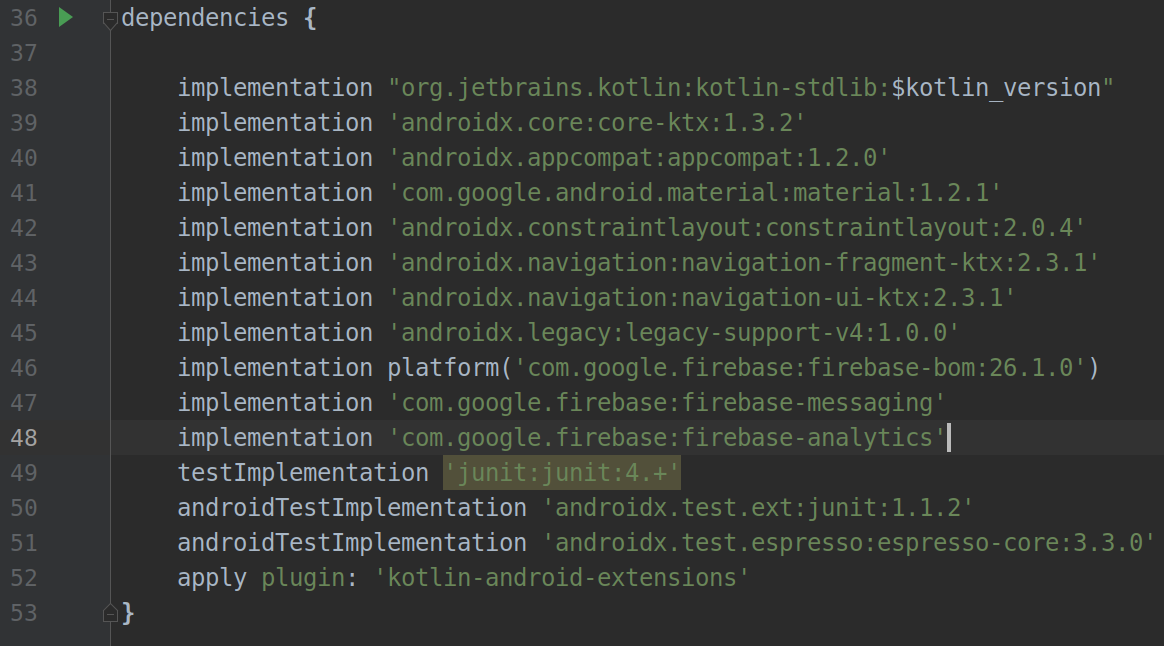 36 dependencies {
37
38 implementation "org.jetbrains.kotlin:kotlin-stdlib:$kotlin_version"
39 implementation 'androidx.core:core-ktx:1.3.2'
40 implementation 'androidx.appcompat:appcompat:1.2.0'
41 implementation 'com.google.android.material:material:1.2.1'
42 implementation 'androidx.constraintlayout:constraintlayout:2.0.4'
43 implementation 'androidx.navigation:navigation-fragment-ktx:2.3.1'
44 implementation 'androidx.navigation:navigation-ui-ktx:2.3.1'
45 implementation 'androidx.legacy:legacy-support-v4:1.0.0'
46 implementation platform('com.google.firebase:firebase-bom:26.1.0')
47 implementation 'com.google.firebase:firebase-messaging'
48 implementation 'com.google.firebase:firebase-analytics'
49 testImplementation 'junit:junit:4.+'
50 androidTestImplementation 'androidx.test.ext:junit:1.1.2'
51 androidTestImplementation 'androidx.test.espresso:espresso-core:3.3.0'
52 apply plugin: 'kotlin-android-extensions'
53 }